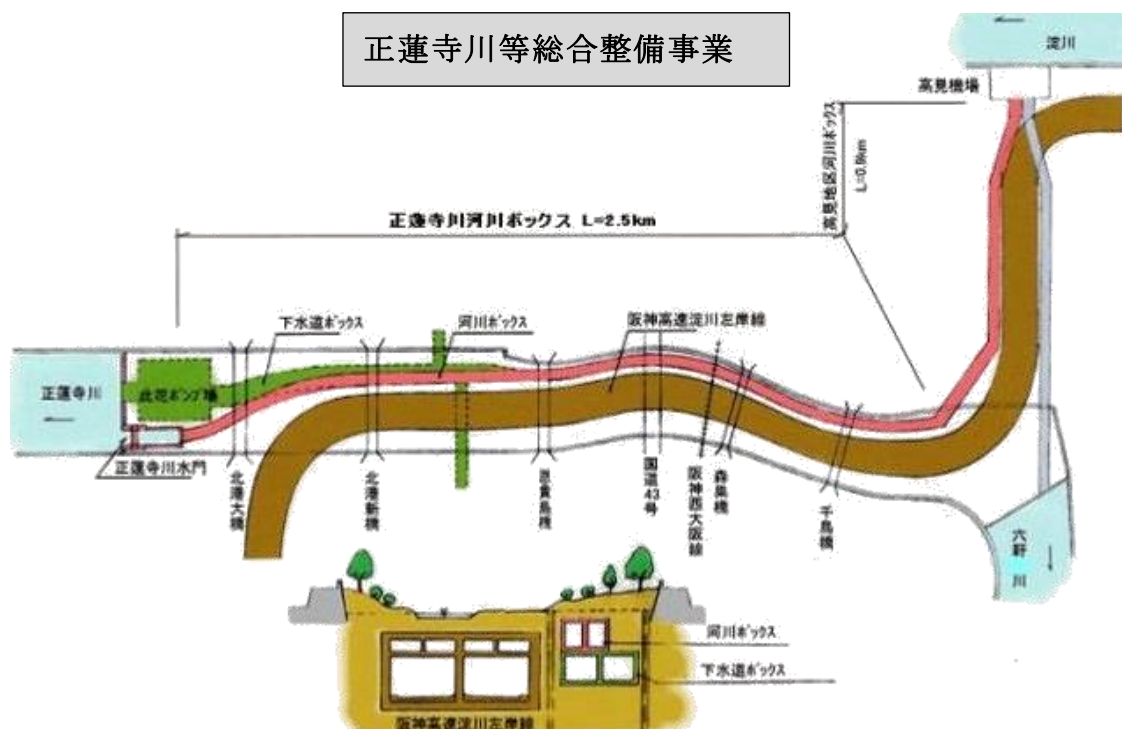 正蓮寺川等総合整備事業
淀川
高見機場
高見地区河川ボックス
L=0.9km
正蓮寺川河川ボックス L=2.5km
下水道ボックス
河川ボックス
阪神高速淀川左岸線
正蓮寺川
此花ポンプ場
正蓮寺川水門
北港大橋
北港新橋
恩貴島橋
国道43号
阪神西大阪線
森巣橋
千鳥橋
六軒川
河川ボックス
下水道ボックス
阪神高速淀川左岸線